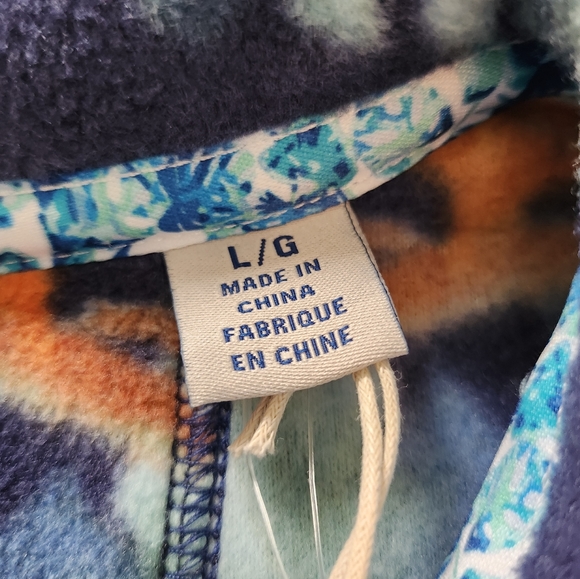 L/G
MADE IN
CHINA
FABRIQUE
EN CHINE